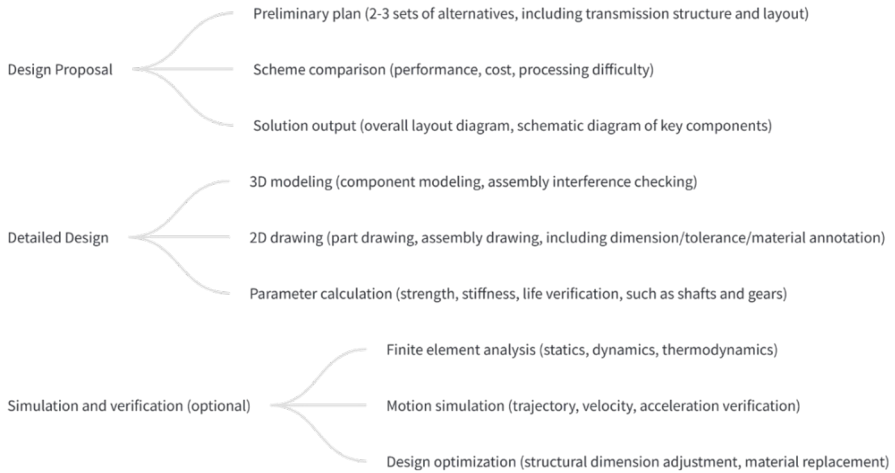 Design Proposal
Preliminary plan (2-3 sets of alternatives, including transmission structure and layout)
Scheme comparison (performance, cost, processing difficulty)
Solution output (overall layout diagram, schematic diagram of key components)
Detailed Design
3D modeling (component modeling, assembly interference checking)
2D drawing (part drawing, assembly drawing, including dimension/tolerance/material annotation)
Parameter calculation (strength, stiffness, life verification, such as shafts and gears)
Simulation and verification (optional)
Finite element analysis (statics, dynamics, thermodynamics)
Motion simulation (trajectory, velocity, acceleration verification)
Design optimization (structural dimension adjustment, material replacement)